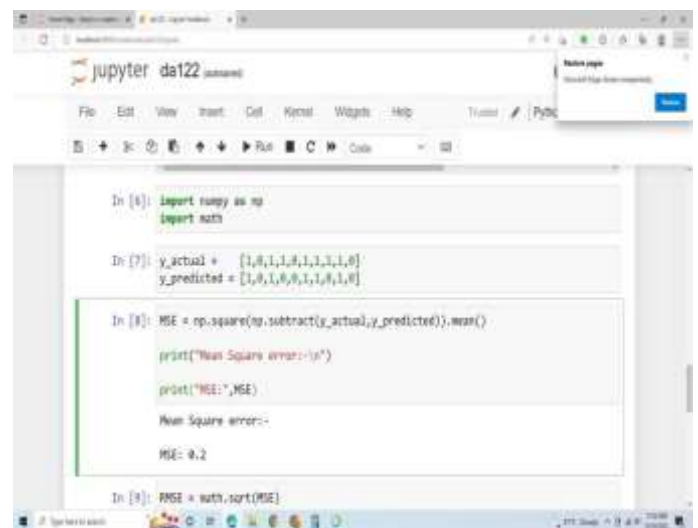 jupyter da122
File Edit View Insert Cell Kernel Widgets Help Trusted
Run Code
In [6]: import numpy as np
import math
In [7]: y_actual = [1,0,1,1,0,1,1,1,1,0]
y_predicted = [1,0,1,0,0,1,1,0,1,0]
In [8]: MSE = np.square(np.subtract(y_actual,y_predicted)).mean()
print("Mean Square error:-\n")
print("MSE:",MSE)
Mean Square error:-
MSE: 0.2
In [9]: RMSE = math.sqrt(MSE)